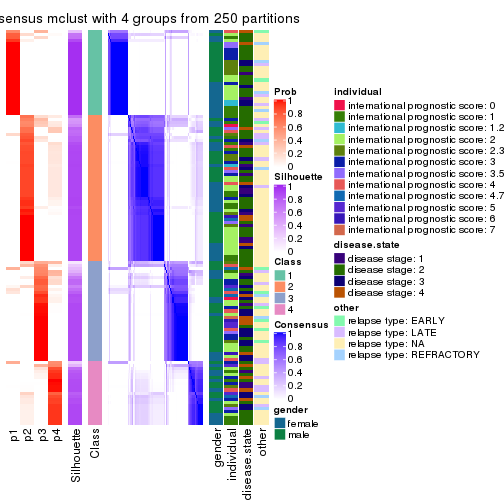 sensus mclust with 4 groups from 250 partitions
p1
p2
p3
p4
Silhouette
Class
gender
individual
disease.state
other
Prob
1
0.8
0.6
0.4
0.2
0
Silhouette
1
0.8
0.6
0.4
0.2
0
Class
1
2
3
4
Consensus
1
0.8
0.6
0.4
0.2
0
gender
female
male
individual
international prognostic score: 0
international prognostic score: 1
international prognostic score: 1.2
international prognostic score: 2
international prognostic score: 2.3
international prognostic score: 3
international prognostic score: 3.5
international prognostic score: 4
international prognostic score: 4.7
international prognostic score: 5
international prognostic score: 6
international prognostic score: 7
disease.state
disease stage: 1
disease stage: 2
disease stage: 3
disease stage: 4
other
relapse type: EARLY
relapse type: LATE
relapse type: NA
relapse type: REFRACTORY